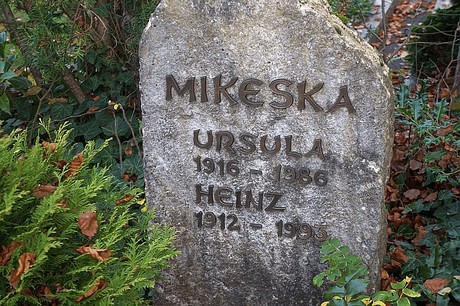 MIKESKA
URSULA
1916 - 1986
HEINZ
1912 - 1993